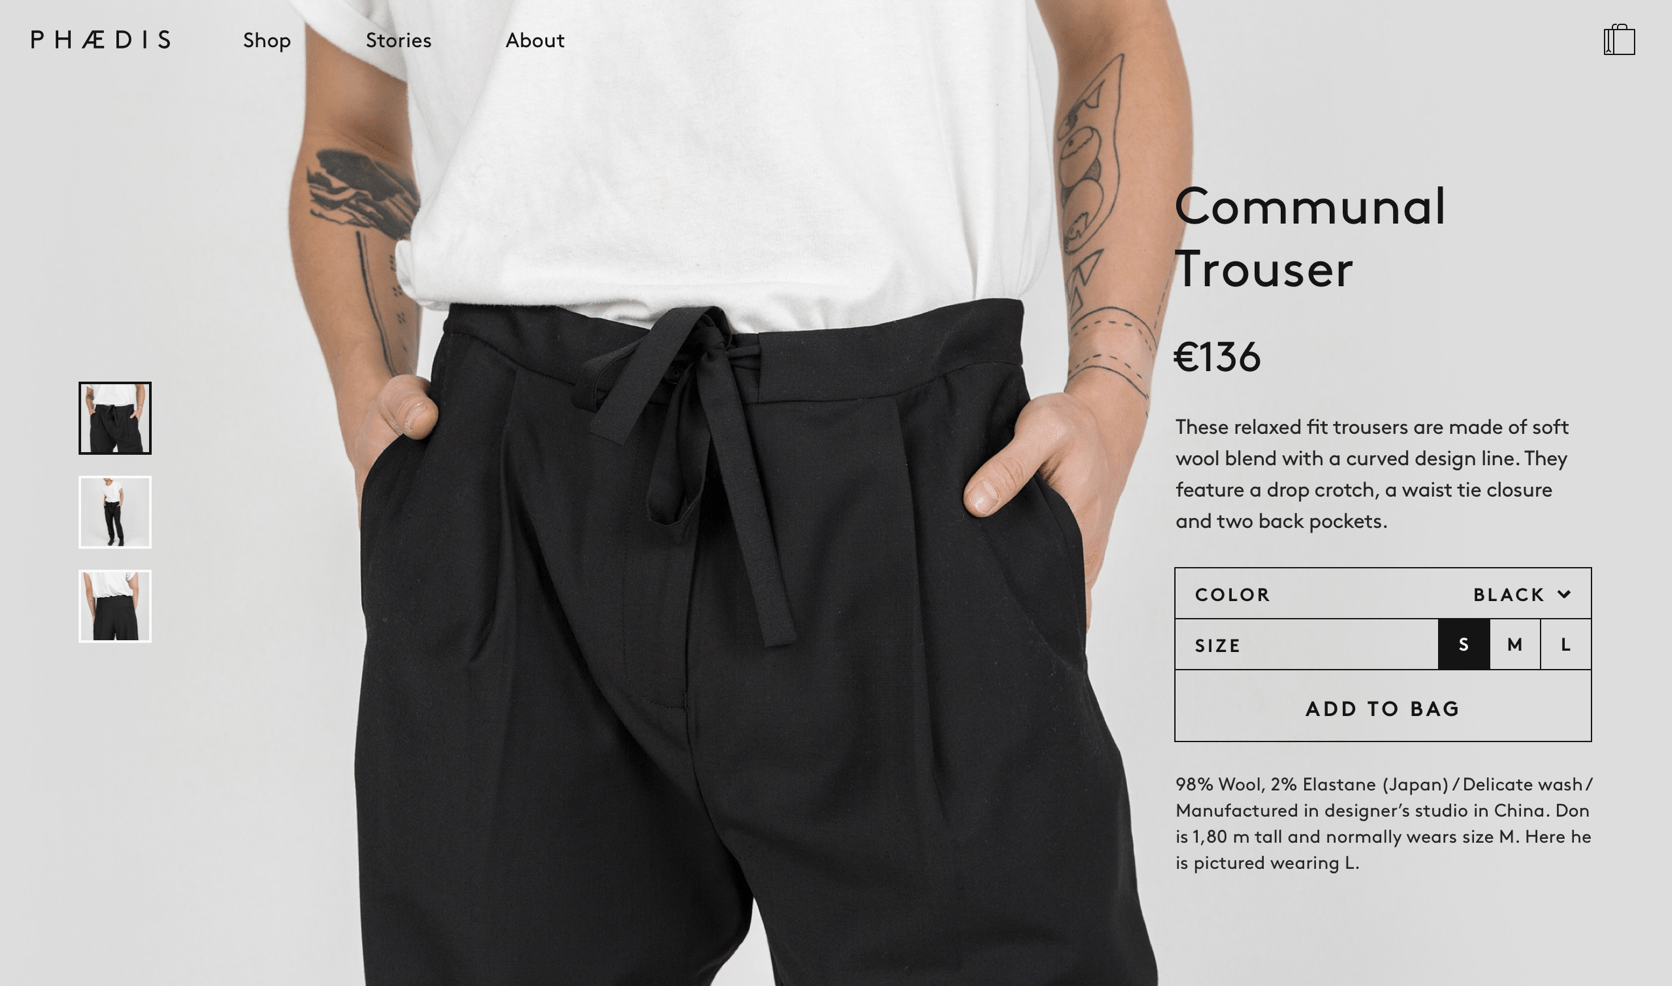 PHÆDIS
Shop
Stories
About
Communal
Trouser
€136
These relaxed fit trousers are made of soft
wool blend with a curved design line. They
feature a drop crotch, a waist tie closure
and two back pockets.
COLOR
BLACK
SIZE
S
M
L
ADD TO BAG
98% Wool, 2% Elastane (Japan) / Delicate wash /
Manufactured in designer’s studio in China. Don
is 1,80 m tall and normally wears size M. Here he
is pictured wearing L.